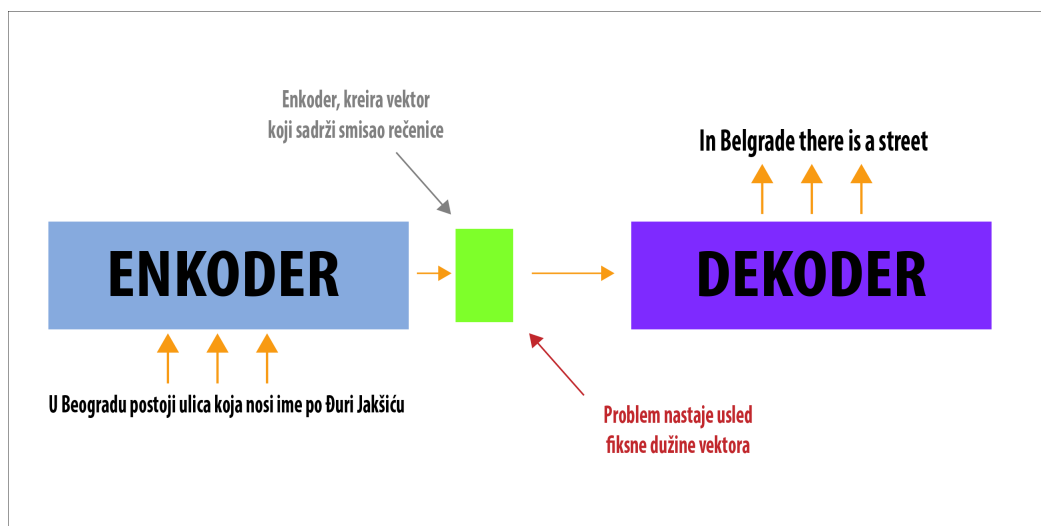 Enkoder, kreira vektor
koji sadrži smisao rečenice
In Belgrade there is a street
ENKODER
DEKODER
U Beogradu postoji ulica koja nosi ime po Đuri Jakšiću
Problem nastaje usled
fiksne dužine vektora